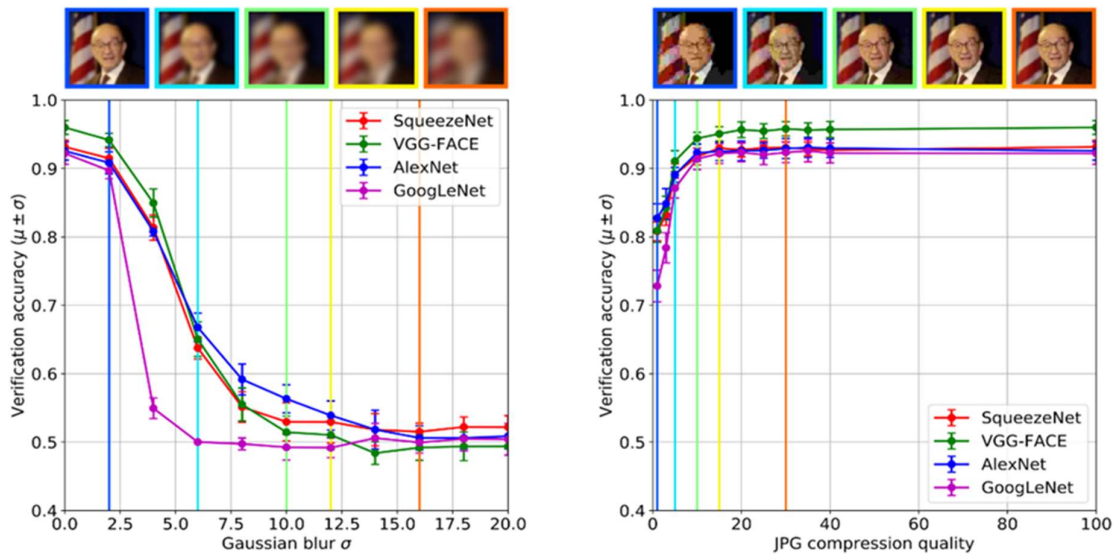 1.0
0.9
0.8
0.7
0.6
0.5
0.4
Verification accuracy (μ ± σ)
SqueezeNet
VGG-FACE
AlexNet
GoogLeNet
0.0 2.5 5.0 7.5 10.0 12.5 15.0 17.5 20.0
Gaussian blur σ
1.0
0.9
0.8
0.7
0.6
0.5
0.4
Verification accuracy (μ ± σ)
SqueezeNet
VGG-FACE
AlexNet
GoogLeNet
0 20 40 60 80 100
JPG compression quality